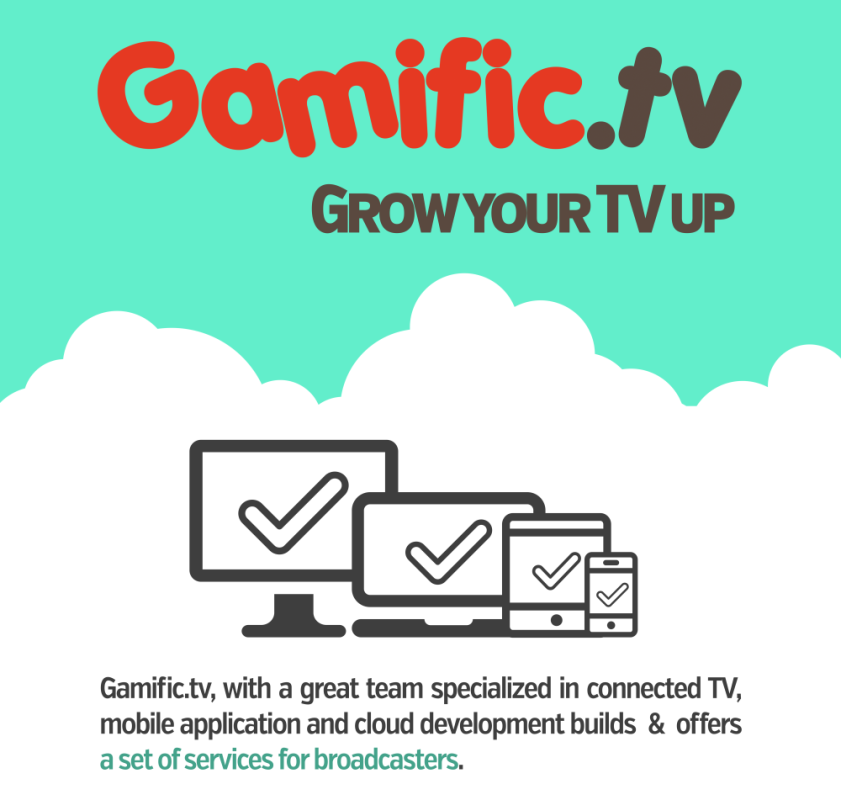 Gamific.tv
GROW YOUR TV UP
Gamific.tv, with a great team specialized in connected TV,
mobile application and cloud development builds & offers
a set of services for broadcasters.